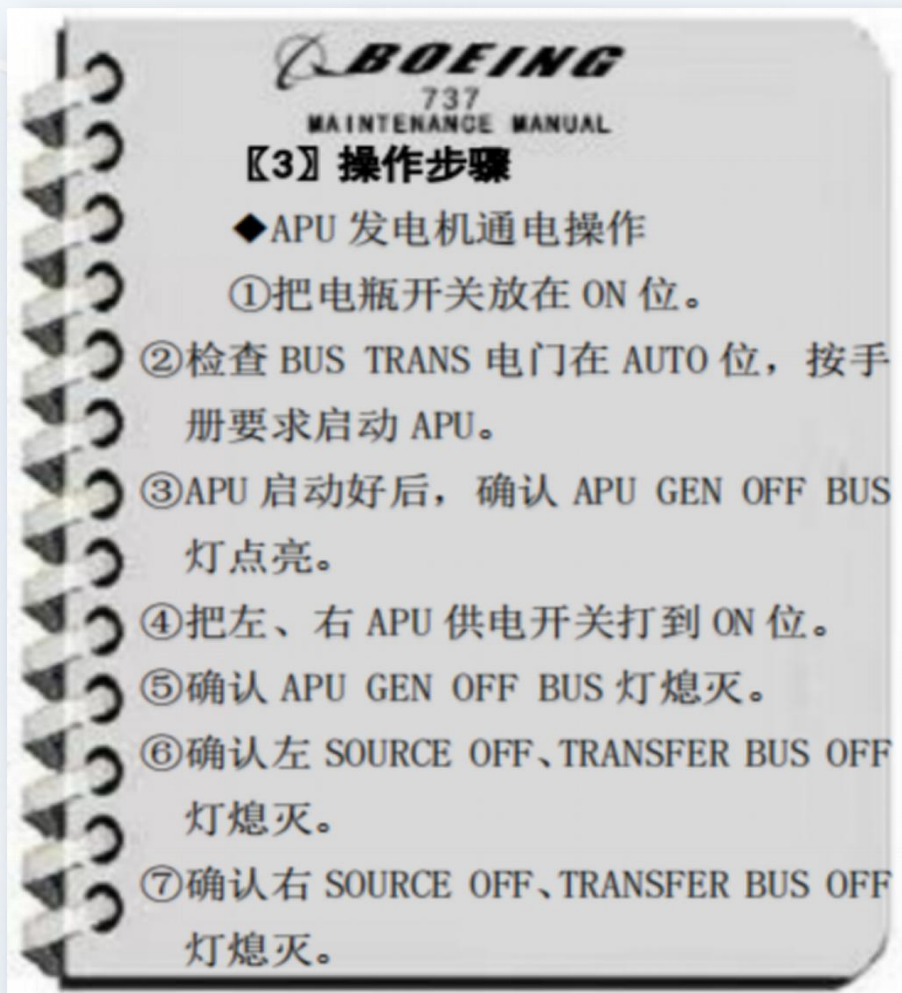 BOEING
737
MAINTENANCE MANUAL
〖3〗操作步骤
◆APU 发电机通电操作
①把电瓶开关放在 ON 位。
②检查 BUS TRANS 电门在 AUTO 位，按手
册要求启动 APU。
③APU 启动好后，确认 APU GEN OFF BUS
灯点亮。
④把左、右 APU 供电开关打到 ON 位。
⑤确认 APU GEN OFF BUS 灯熄灭。
⑥确认左 SOURCE OFF、TRANSFER BUS OFF
灯熄灭。
⑦确认右 SOURCE OFF、TRANSFER BUS OFF
灯熄灭。